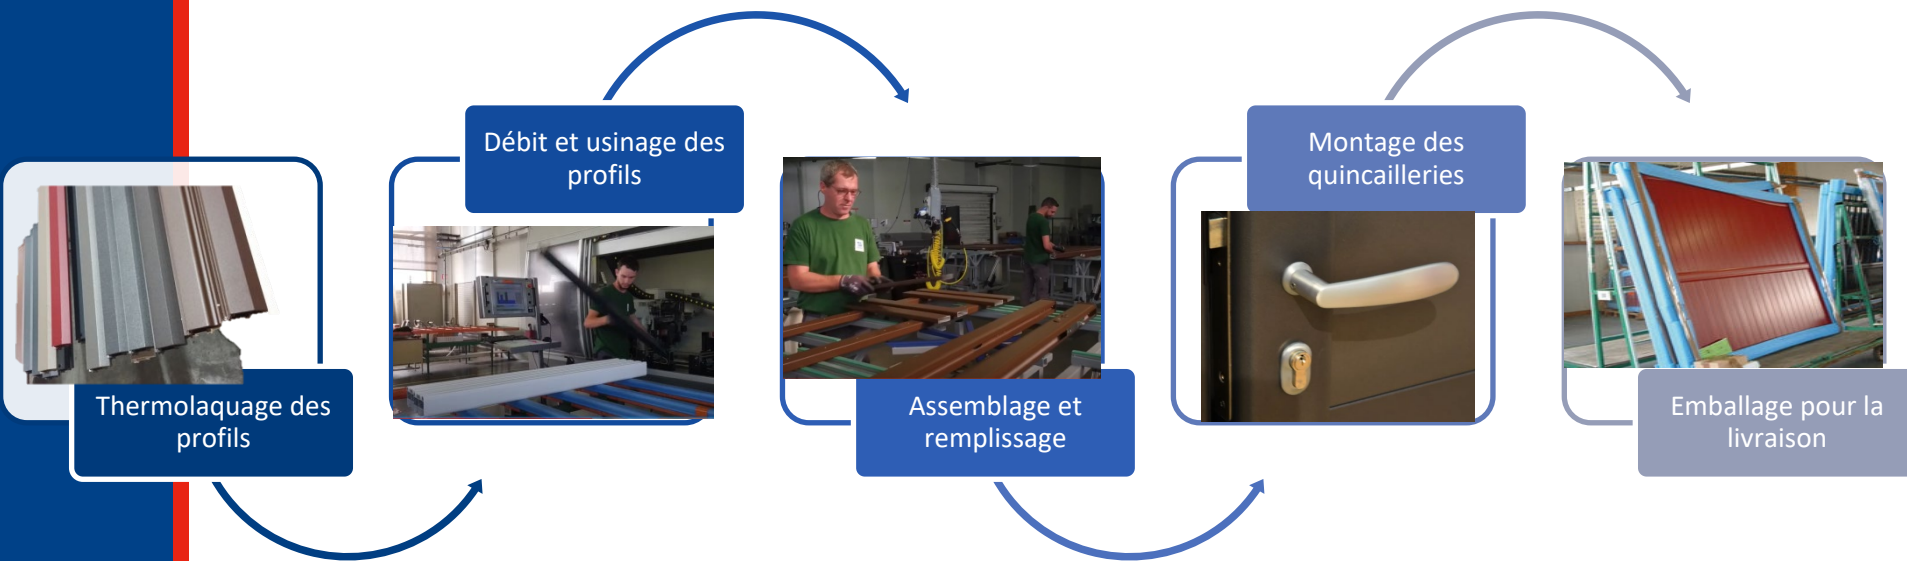 Thermolaquage des
profils
Débit et usinage des
profils
Assemblage et
remplissage
Montage des
quincailleries
Emballage pour la
livraison